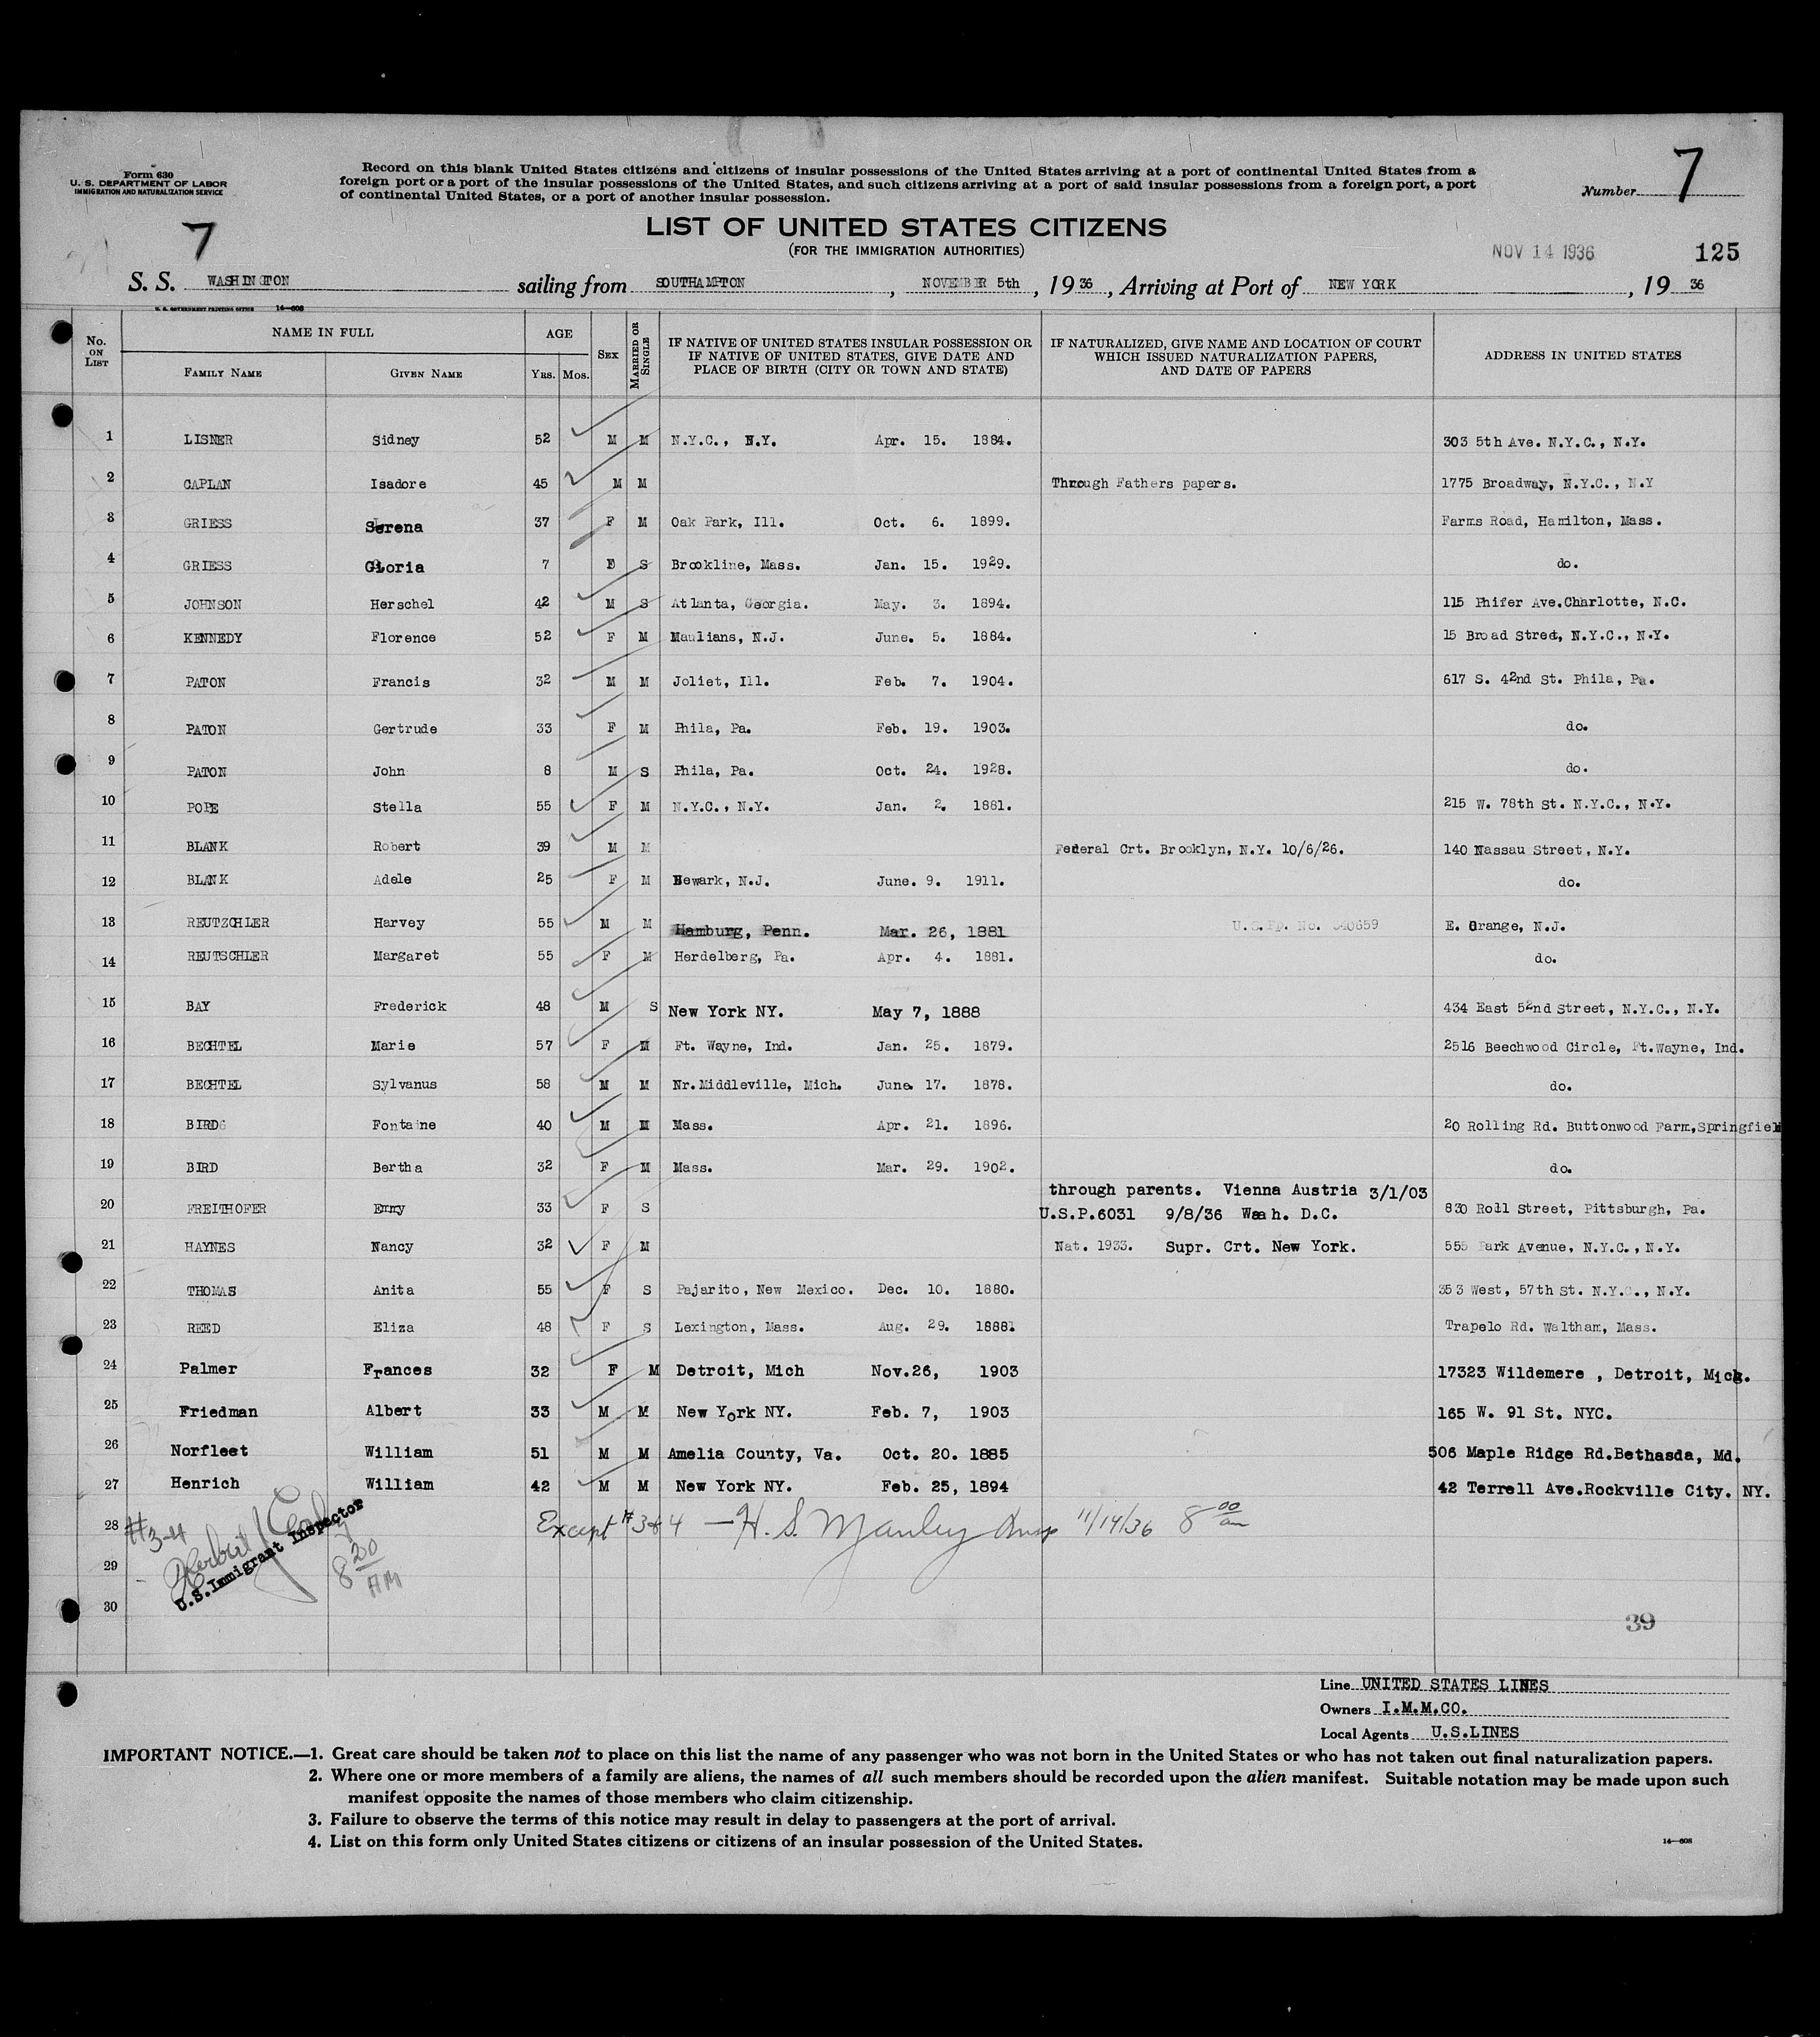 Form 630
U. S. DEPARTMENT OF LABOR
IMMIGRATION AND NATURALIZATION SERVICE
Record on this blank United States citizens and citizens of insular possessions of the United States arriving at a port of continental United States from a
foreign port or a port of the insular possessions of the United States, and such citizens arriving at a port of said insular possessions from a foreign port, a port
of continental United States, or a port of another insular possession.
Number 7
7
LIST OF UNITED STATES CITIZENS
(FOR THE IMMIGRATION AUTHORITIES)
NOV 14 1936
125
S. S. WASHINGTON sailing from SOUTHAMPTON, NOVEMBER 5th, 1936, Arriving at Port of NEW YORK, 1936
U. S. GOVERNMENT PRINTING OFFICE 14-608
No. ON LIST NAME IN FULL AGE SEX MARRIED OR SINGLE IF NATIVE OF UNITED STATES INSULAR POSSESSION OR IF NATIVE OF UNITED STATES, GIVE DATE AND PLACE OF BIRTH (CITY OR TOWN AND STATE) IF NATURALIZED, GIVE NAME AND LOCATION OF COURT WHICH ISSUED NATURALIZATION PAPERS, AND DATE OF PAPERS ADDRESS IN UNITED STATES
FAMILY NAME GIVEN NAME YRS. MOS.
1 LISNER Sidney 52 M M N.Y.C., N.Y. Apr. 15. 1884. 303 5th Ave. N.Y.C., N.Y.
2 CAPLAN Isadore 45 M M Through Fathers papers. 1775 Broadway, N.Y.C., N.Y
3 GRIESS Serena 37 F M Oak Park, Ill. Oct. 6. 1899. Farms Road, Hamilton, Mass.
4 GRIESS Gloria 7 F S Brookline, Mass. Jan. 15. 1929. do.
5 JOHNSON Herschel 42 M S Atlanta, Georgia. May. 3. 1894. 115 Phifer Ave.Charlotte, N.C.
6 KENNEDY Florence 52 F M Maulians, N.J. June. 5. 1884. 15 Broad Street, N.Y.C., N.Y.
7 PATON Francis 32 M M Joliet, Ill. Feb. 7. 1904. 617 S. 42nd St. Phila, Pa.
8 PATON Gertrude 33 F M Phila, Pa. Feb. 19. 1903. do.
9 PATON John 8 M S Phila, Pa. Oct. 24. 1928. do.
10 POPE Stella 55 F M N.Y.C., N.Y. Jan. 2. 1881. 215 W. 78th St. N.Y.C., N.Y.
11 BLANK Robert 39 M M Federal Crt. Brooklyn, N.Y. 10/6/26. 140 Nassau Street, N.Y.
12 BLANK Adele 25 F M Newark, N.J. June. 9. 1911. do.
13 REUTZCHLER Harvey 55 M M Hamburg, Penn. Mar. 26, 1881 U.S.Pp. No. 340659 E. Orange, N.J.
14 REUTSCHLER Margaret 55 F M Herdelberg, Pa. Apr. 4. 1881. do.
15 BAY Frederick 48 M S New York NY. May 7, 1888 434 East 52nd Street, N.Y.C., N.Y.
16 BECHTEL Marie 57 F M Ft. Wayne, Ind. Jan. 25. 1879. 2516 Beechwood Circle, Ft.Wayne, Ind.
17 BECHTEL Sylvanus 58 M M Nr.Middleville, Mich. June 17. 1878. do.
18 BIRD Fontaine 40 M M Mass. Apr. 21. 1896. 20 Rolling Rd. Buttonwood Farm,Springfield
19 BIRD Bertha 32 F M Mass. Mar. 29. 1902. do.
through parents. Vienna Austria 3/1/03
20 FREITHOFER Emmy 33 F S U.S.P.6031 9/8/36 Wash. D.C. 830 Roll Street, Pittsburgh, Pa.
21 HAYNES Nancy 32 F M Nat. 1933. Supr. Crt. New York. 555 Park Avenue, N.Y.C., N.Y.
22 THOMAS Anita 55 F S Pajarito, New Mexico. Dec. 10. 1880. 353 West, 57th St. N.Y.C., N.Y.
23 REED Eliza 48 F S Lexington, Mass. Aug. 29. 1888. Trapelo Rd. Waltham, Mass.
24 Palmer Frances 32 F M Detroit, Mich Nov.26, 1903 17323 Wildemere , Detroit, Mich.
25 Friedman Albert 33 M M New York NY. Feb. 7, 1903 165 W. 91 St. NYC.
26 Norfleet William 51 M M Amelia County, Va. Oct. 20. 1885 506 Maple Ridge Rd.Bethasda, Md.
27 Henrich William 42 M M New York NY. Feb. 25, 1894 42 Terrell Ave.Rockville City. NY.
28 #3-4 Except #3&4 — H. S. Manley Insp 11/14/36 8 00 am
29 U.S.Immigrant Inspector 8 20 AM
30
39
Line UNITED STATES LINES
Owners I.M.M.CO.
Local Agents U.S.LINES
IMPORTANT NOTICE.—1. Great care should be taken not to place on this list the name of any passenger who was not born in the United States or who has not taken out final naturalization papers.
2. Where one or more members of a family are aliens, the names of all such members should be recorded upon the alien manifest. Suitable notation may be made upon such
manifest opposite the names of those members who claim citizenship.
3. Failure to observe the terms of this notice may result in delay to passengers at the port of arrival.
4. List on this form only United States citizens or citizens of an insular possession of the United States.
14-608